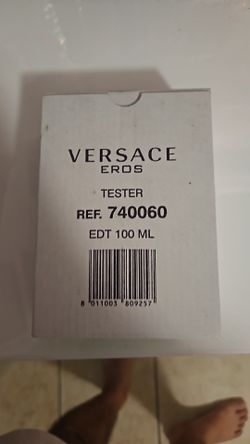 VERSACE
EROS
TESTER
REF. 740060
EDT 100 ML
8 011003 809257